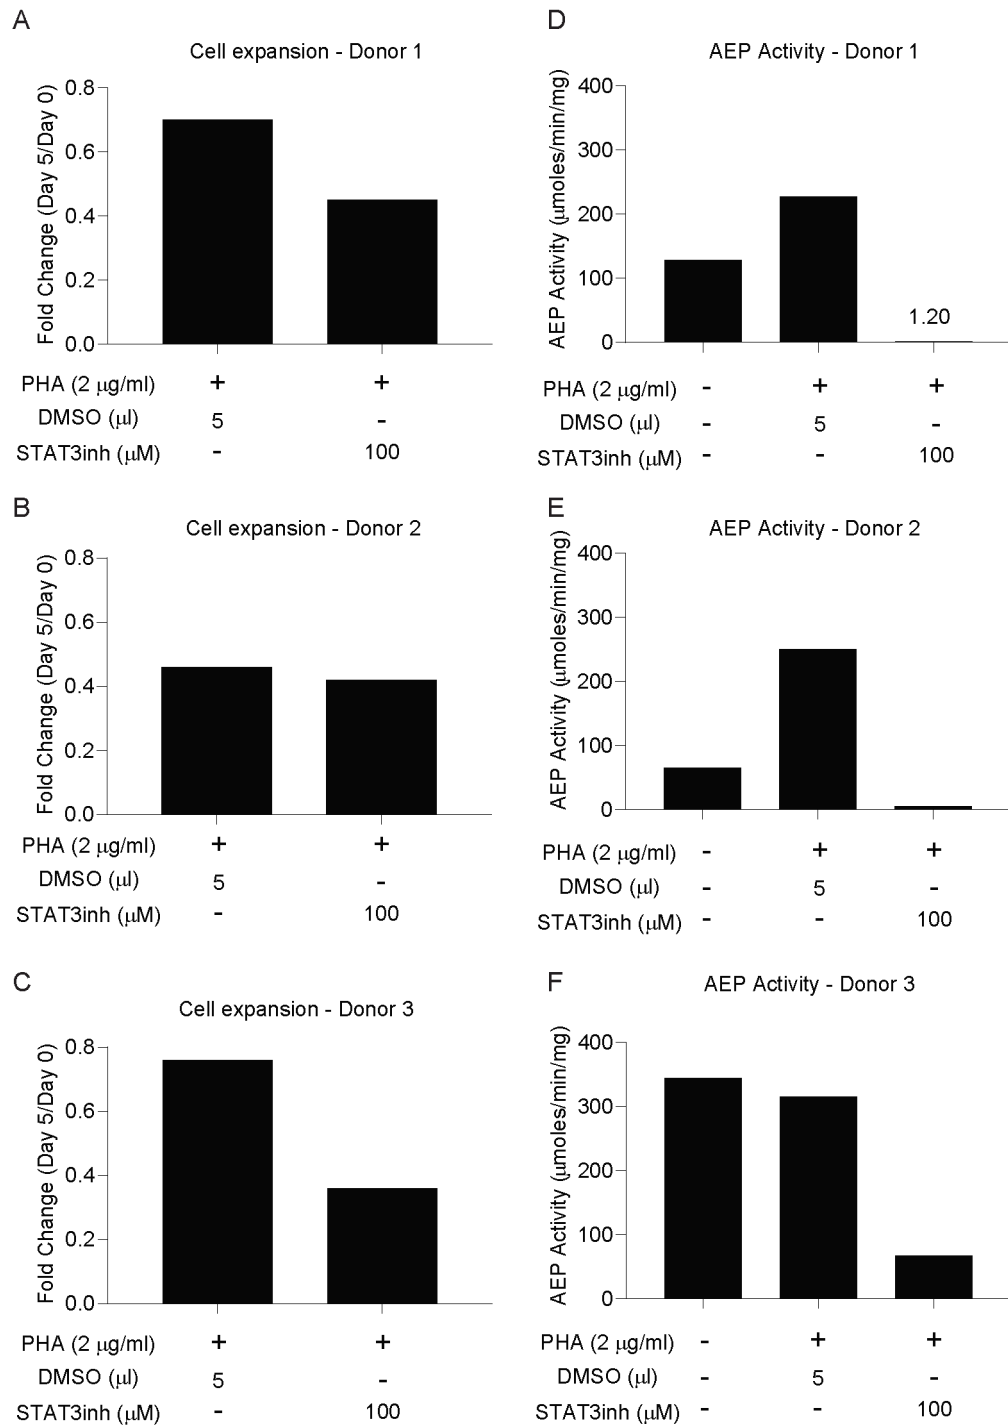 A
Cell expansion - Donor 1
Fold Change (Day 5/Day 0)
0.8
0.6
0.4
0.2
0.0
PHA (2 μg/ml) + +
DMSO (μl) 5 -
STAT3inh (μM) - 100
D
AEP Activity - Donor 1
AEP Activity (μmoles/min/mg)
400
300
200
100
0
1.20
PHA (2 μg/ml) - + +
DMSO (μl) - 5 -
STAT3inh (μM) - - 100
B
Cell expansion - Donor 2
Fold Change (Day 5/Day 0)
0.8
0.6
0.4
0.2
0.0
PHA (2 μg/ml) + +
DMSO (μl) 5 -
STAT3inh (μM) - 100
E
AEP Activity - Donor 2
AEP Activity (μmoles/min/mg)
400
300
200
100
0
PHA (2 μg/ml) - + +
DMSO (μl) - 5 -
STAT3inh (μM) - - 100
C
Cell expansion - Donor 3
Fold Change (Day 5/Day 0)
0.8
0.6
0.4
0.2
0.0
PHA (2 μg/ml) + +
DMSO (μl) 5 -
STAT3inh (μM) - 100
F
AEP Activity - Donor 3
AEP Activity (μmoles/min/mg)
400
300
200
100
0
PHA (2 μg/ml) - + +
DMSO (μl) - 5 -
STAT3inh (μM) - - 100